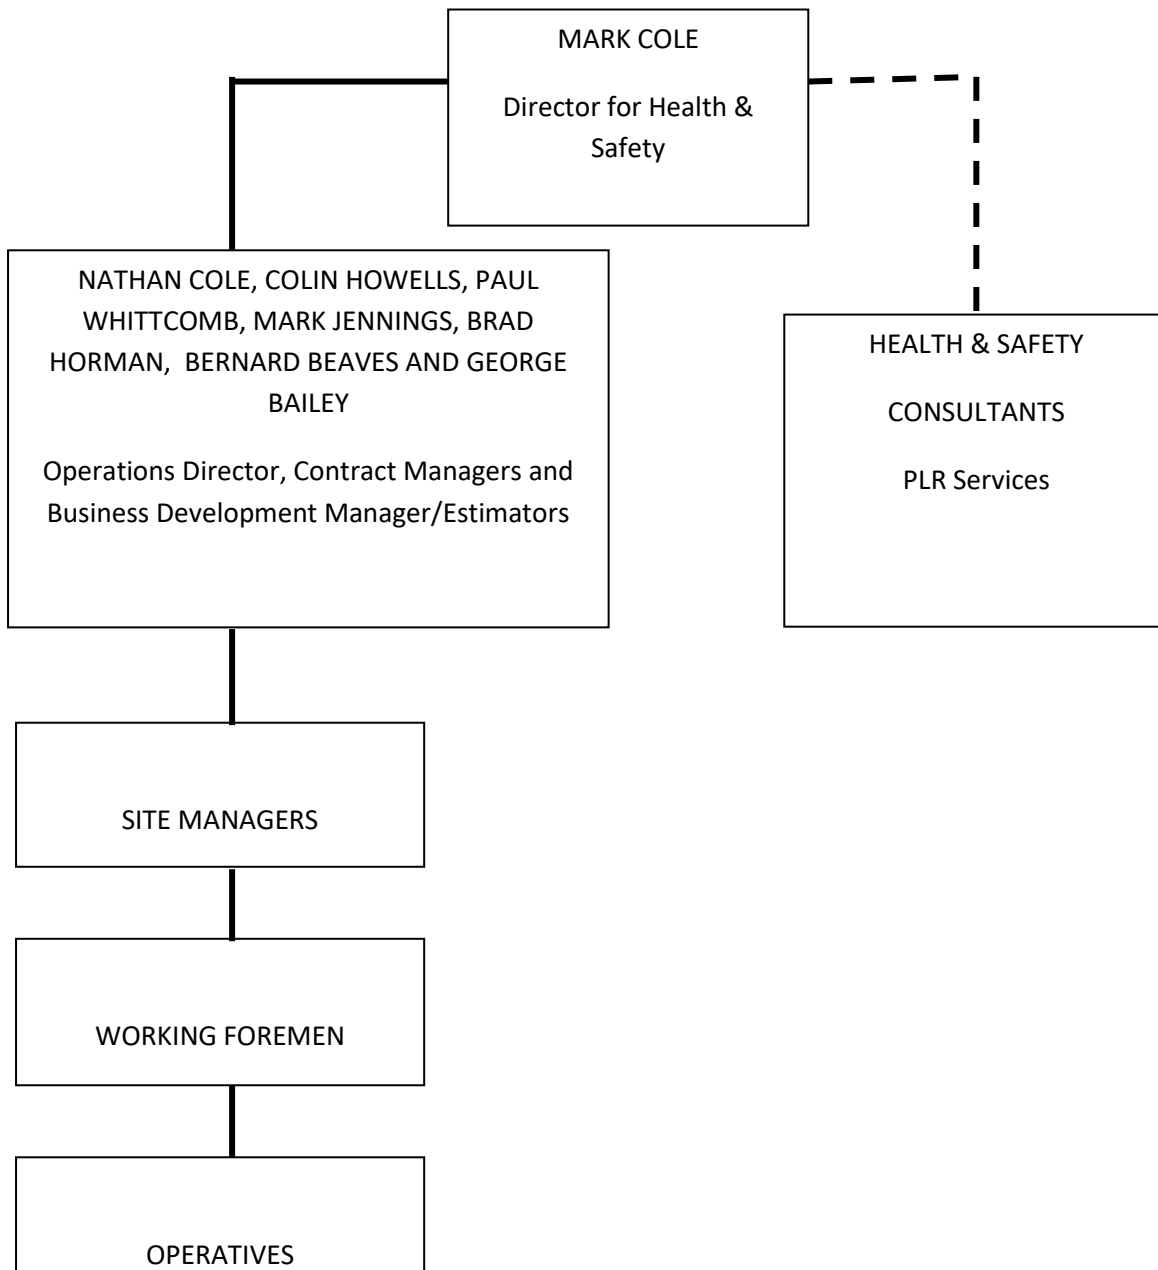 MARK COLE
Director for Health &
Safety
NATHAN COLE, COLIN HOWELLS, PAUL
WHITTCOMB, MARK JENNINGS, BRAD
HORMAN,  BERNARD BEAVES AND GEORGE
BAILEY
Operations Director, Contract Managers and
Business Development Manager/Estimators
HEALTH & SAFETY
CONSULTANTS
PLR Services
SITE MANAGERS
WORKING FOREMEN
OPERATIVES